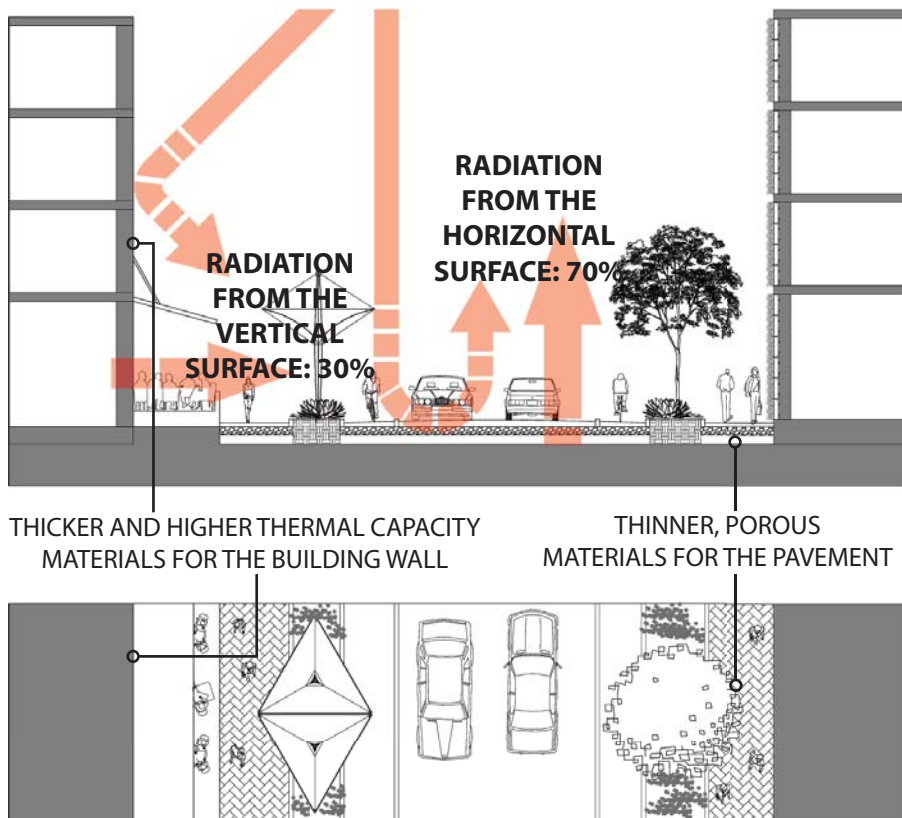 RADIATION
FROM THE
HORIZONTAL
SURFACE: 70%
RADIATION
FROM THE
VERTICAL
SURFACE: 30%
THICKER AND HIGHER THERMAL CAPACITY
MATERIALS FOR THE BUILDING WALL
THINNER, POROUS
MATERIALS FOR THE PAVEMENT